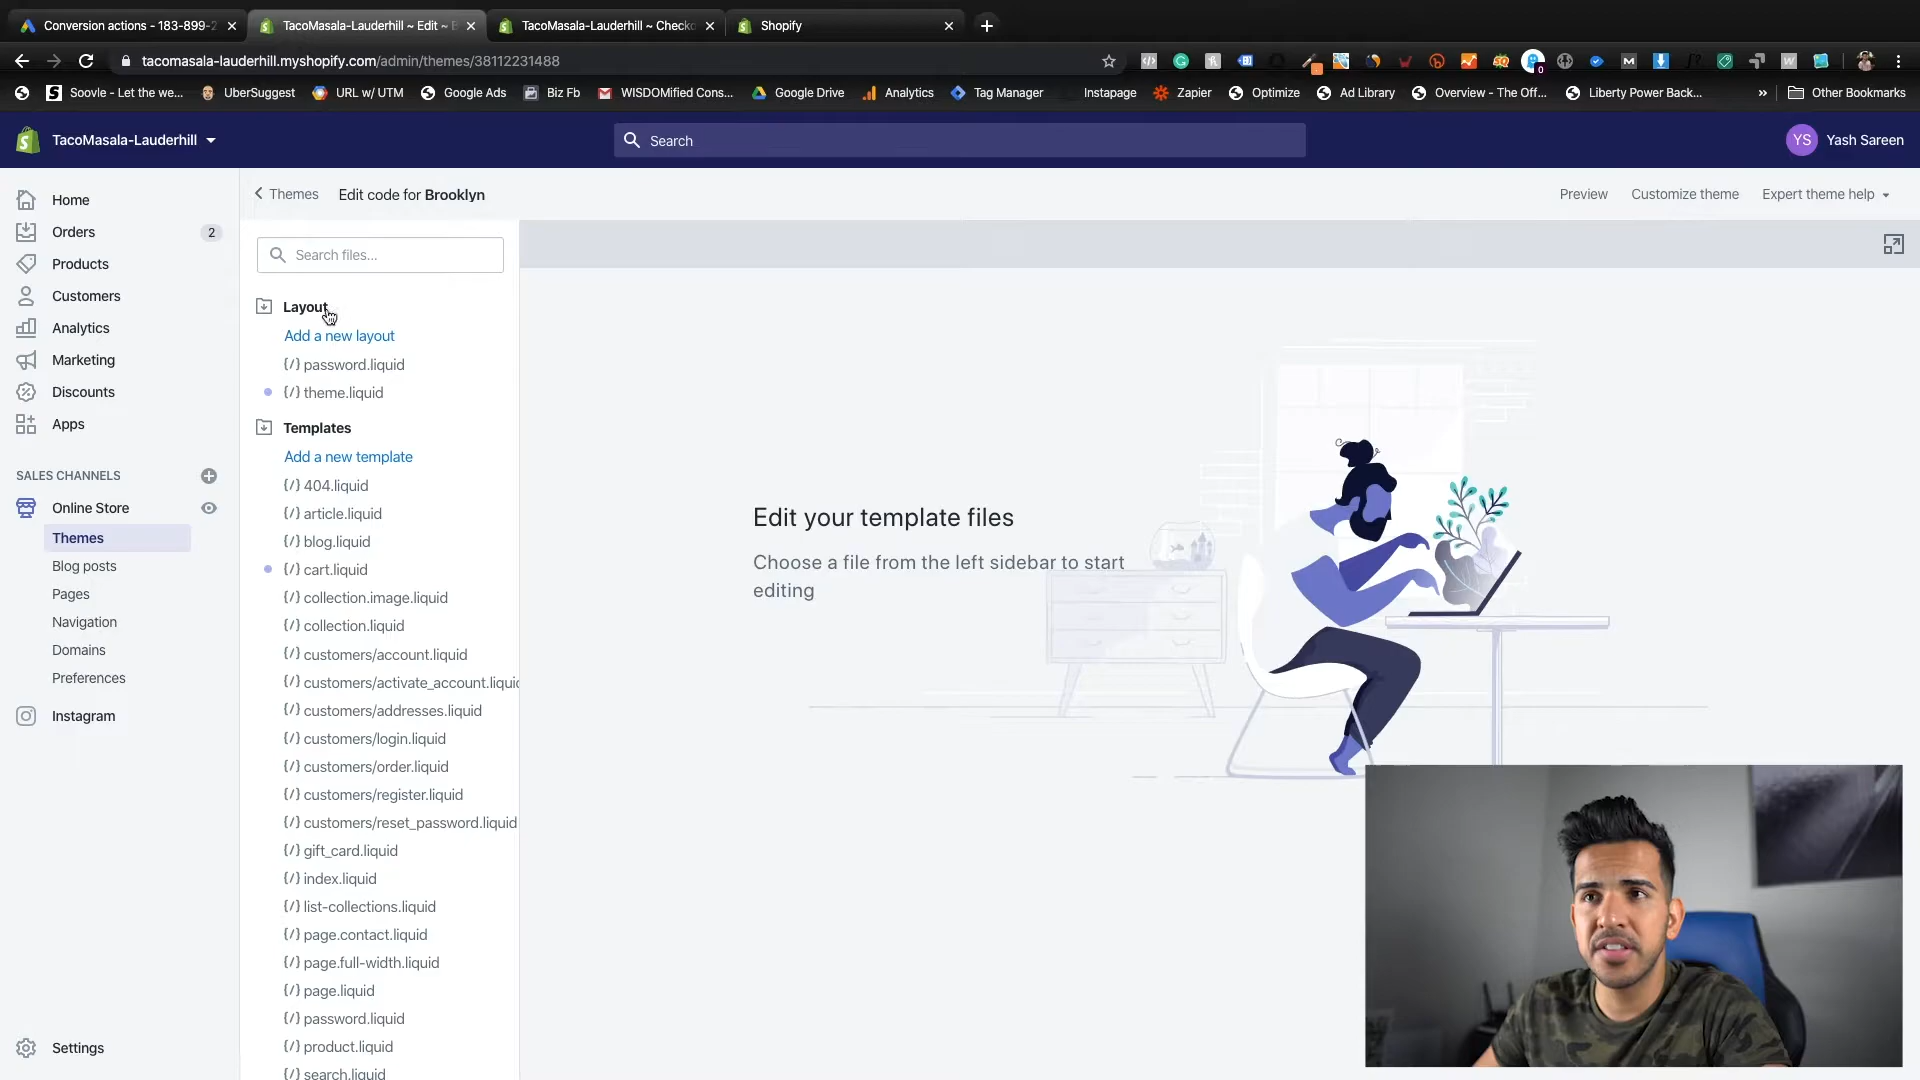 Conversion actions - 183-899-2
TacoMasala-Lauderhill ~ Edit ~ B
TacoMasala-Lauderhill ~ Checko
Shopify
tacomasala-lauderhill.myshopify.com/admin/themes/38112231488
Soovle - Let the we...
UberSuggest
URL w/ UTM
Google Ads
Biz Fb
WISDOMified Cons...
Google Drive
Analytics
Tag Manager
Instapage
Zapier
Optimize
Ad Library
Overview - The Off...
Liberty Power Back...
»
Other Bookmarks
TacoMasala-Lauderhill
Search
YS
Yash Sareen
Home
Orders
2
Products
Customers
Analytics
Marketing
Discounts
Apps
SALES CHANNELS
Online Store
Themes
Blog posts
Pages
Navigation
Domains
Preferences
Instagram
Settings
Themes
Edit code for Brooklyn
Preview
Customize theme
Expert theme help
Search files...
Layout
Add a new layout
{/} password.liquid
{/} theme.liquid
Templates
Add a new template
{/} 404.liquid
{/} article.liquid
{/} blog.liquid
{/} cart.liquid
{/} collection.image.liquid
{/} collection.liquid
{/} customers/account.liquid
{/} customers/activate_account.liquid
{/} customers/addresses.liquid
{/} customers/login.liquid
{/} customers/order.liquid
{/} customers/register.liquid
{/} customers/reset_password.liquid
{/} gift_card.liquid
{/} index.liquid
{/} list-collections.liquid
{/} page.contact.liquid
{/} page.full-width.liquid
{/} page.liquid
{/} password.liquid
{/} product.liquid
{/} search.liquid
Edit your template files
Choose a file from the left sidebar to start
editing